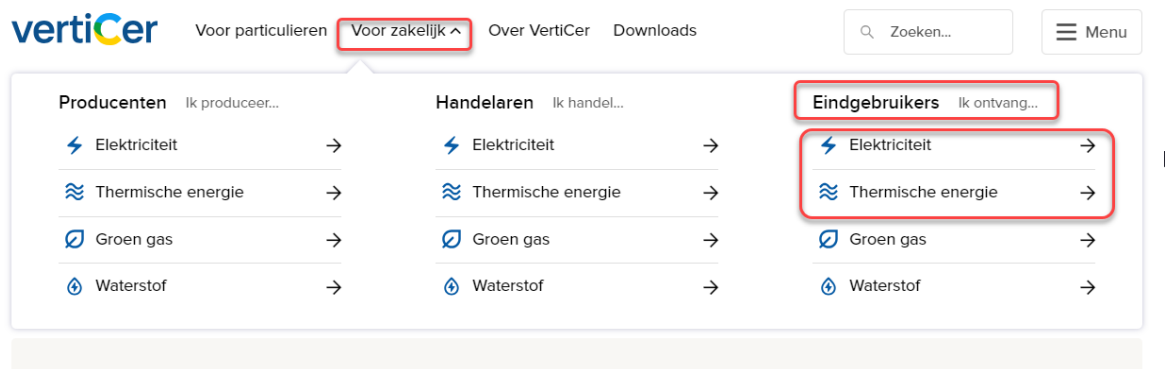 vertiCer Voor particulieren Voor zakelijk Over VertiCer Downloads Zoeken... Menu
Producenten Ik produceer...
Elektriciteit
Thermische energie
Groen gas
Waterstof
Handelaren Ik handel...
Elektriciteit
Thermische energie
Groen gas
Waterstof
Eindgebruikers Ik ontvang...
Elektriciteit
Thermische energie
Groen gas
Waterstof